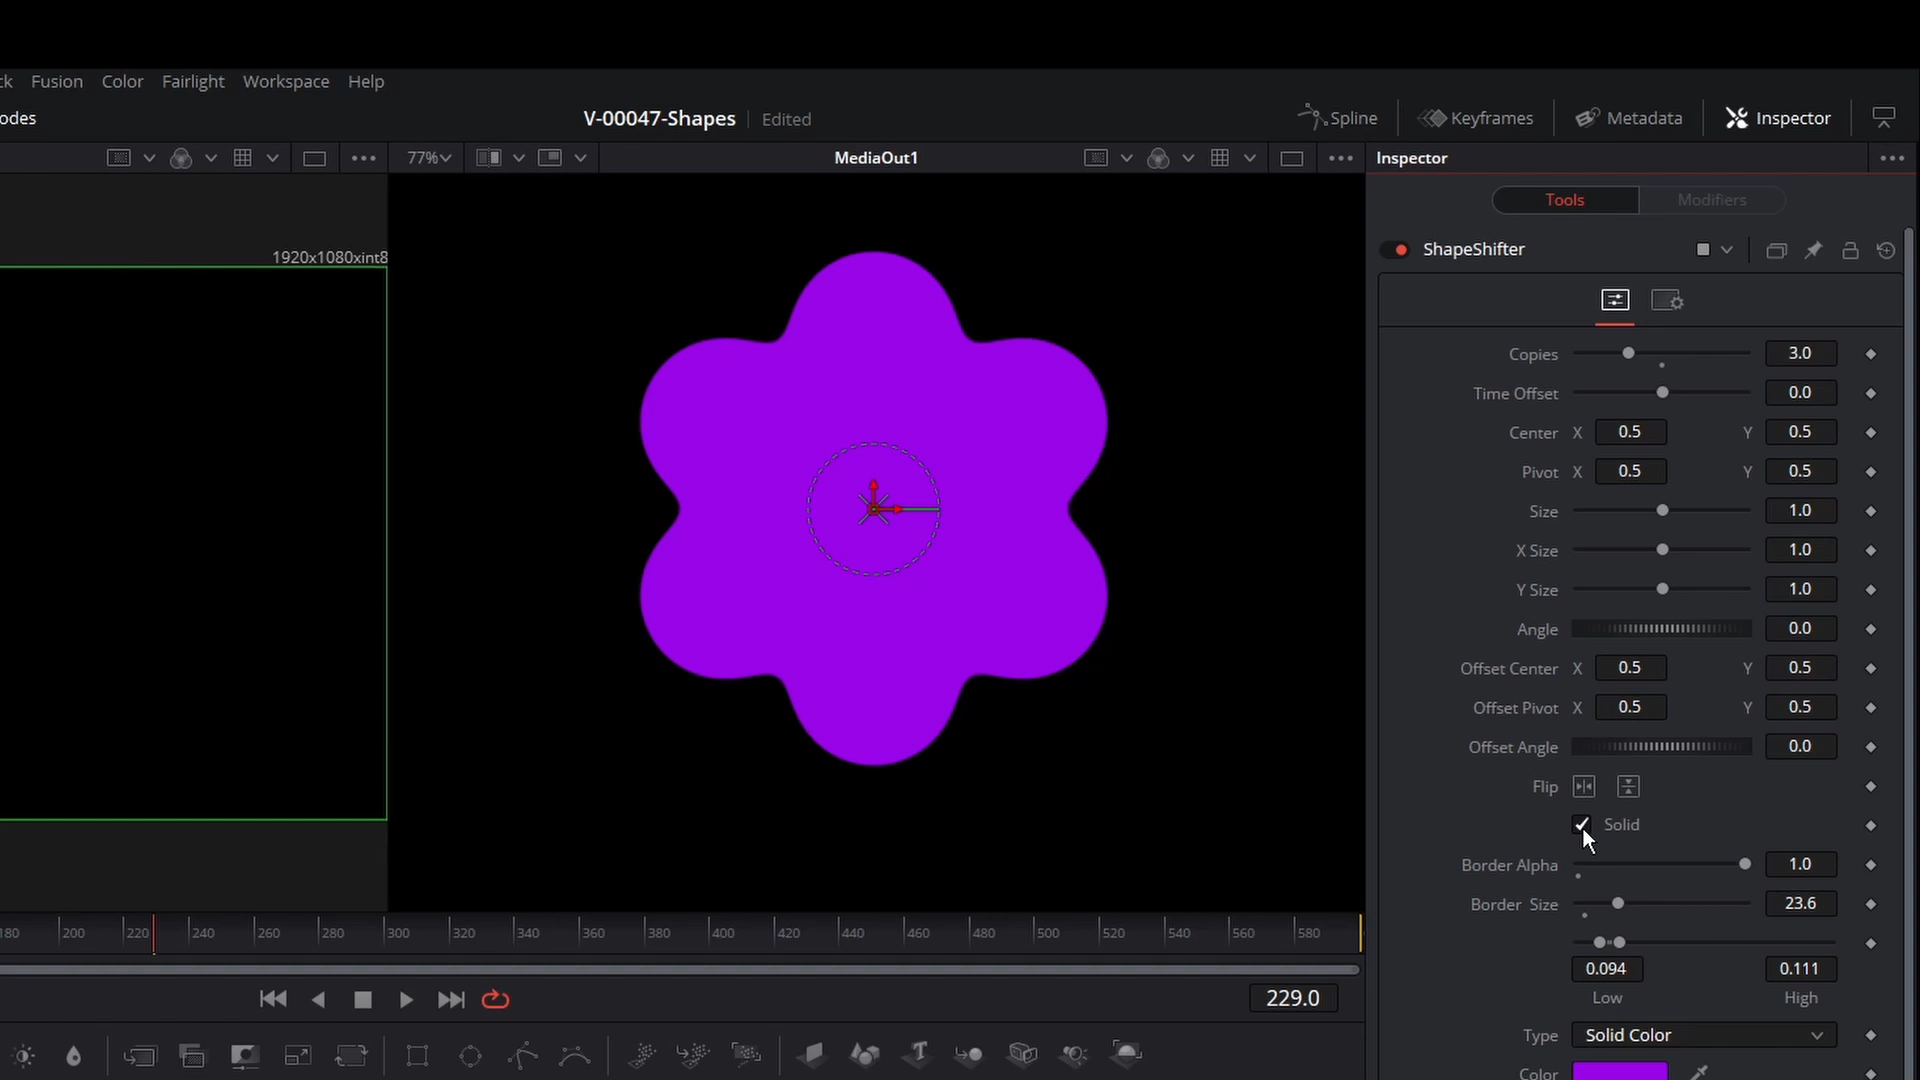 ck Fusion Color Fairlight Workspace Help
odes V-00047-Shapes Edited Spline Keyframes Metadata Inspector
77% MediaOut1 Inspector
Tools Modifiers
1920x1080xint8
ShapeShifter
Copies 3.0
Time Offset 0.0
Center X 0.5 Y 0.5
Pivot X 0.5 Y 0.5
Size 1.0
X Size 1.0
Y Size 1.0
Angle 0.0
Offset Center X 0.5 Y 0.5
Offset Pivot X 0.5 Y 0.5
Offset Angle 0.0
Flip
Solid
Border Alpha 1.0
Border Size 23.6
180 200 220 240 260 280 300 320 340 360 380 400 420 440 460 480 500 520 540 560 580
0.094 0.111
Low High
229.0
Type Solid Color
Color